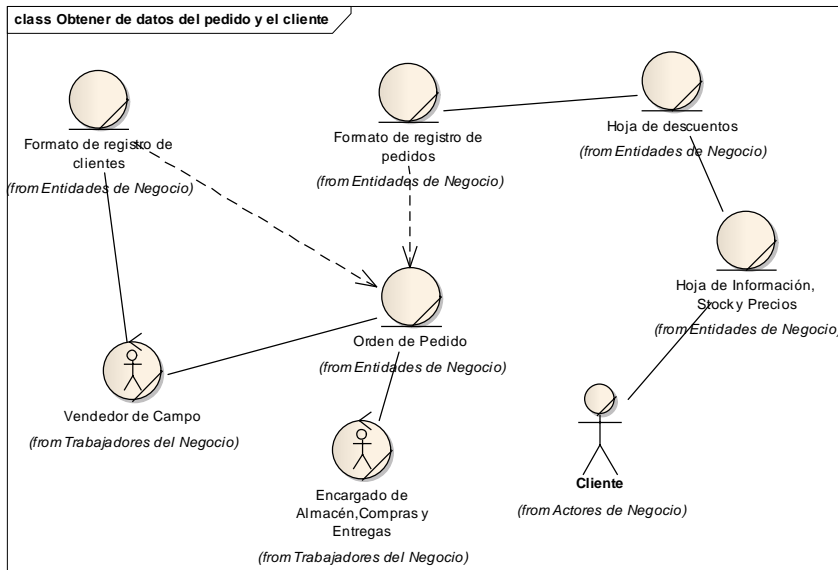 class Obtener de datos del pedido y el cliente
Formato de registro de
clientes
(from Entidades de Negocio)
Formato de registro de
pedidos
(from Entidades de Negocio)
Hoja de descuentos
(from Entidades de Negocio)
Hoja de Información,
Stock y Precios
(from Entidades de Negocio)
Orden de Pedido
(from Entidades de Negocio)
Vendedor de Campo
(from Trabajadores del Negocio)
Encargado de
Almacén,Compras y
Entregas
(from Trabajadores del Negocio)
Cliente
(from Actores de Negocio)